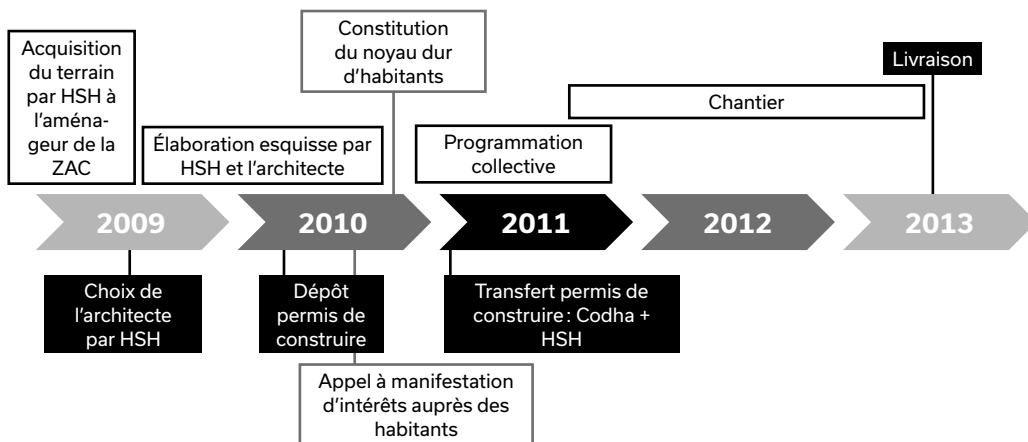 Acquisition
du terrain
par HSH à
l’aména-
geur de la
ZAC
Constitution
du noyau dur
d’habitants
Livraison
Chantier
Élaboration esquisse par
HSH et l’architecte
Programmation
collective
2009
2010
2011
2012
2013
Choix de
l’architecte
par HSH
Dépôt
permis de
construire
Transfert permis de
construire : Codha +
HSH
Appel à manifestation
d’intérêts auprès des
habitants